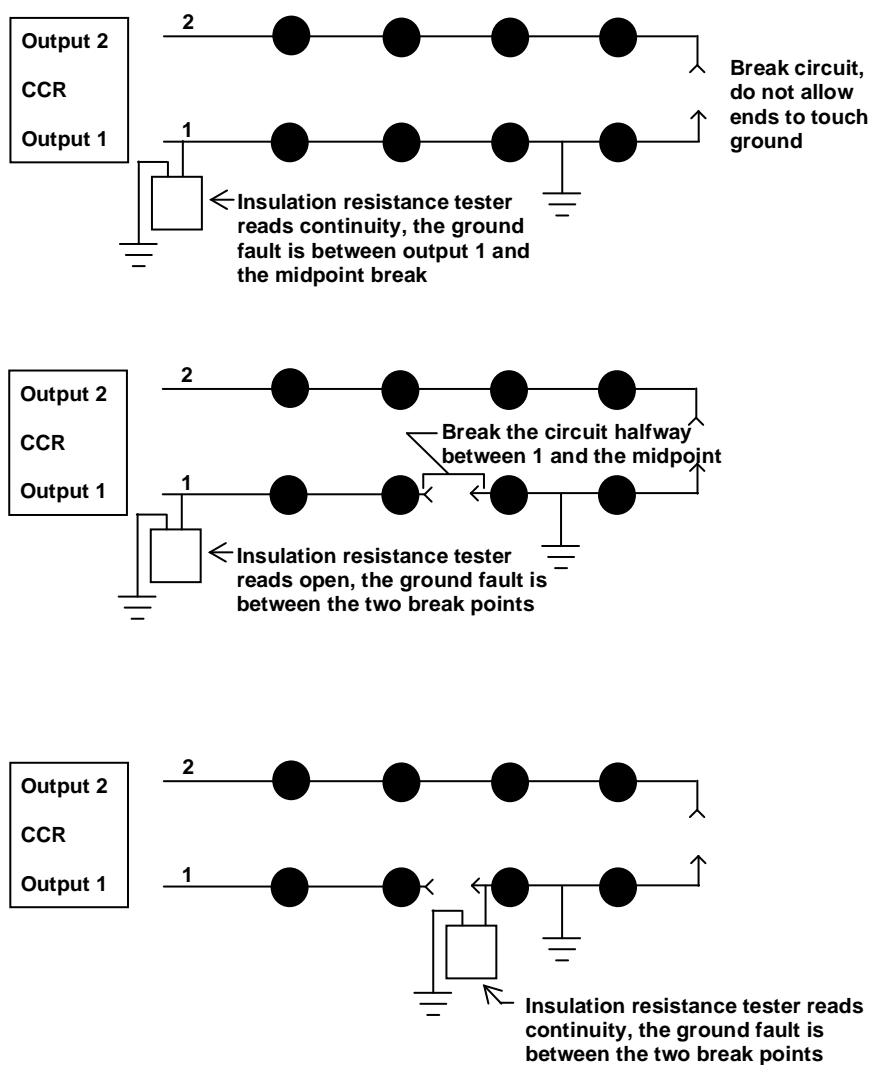 Output 2
CCR
Output 1
2
1
Break circuit,
do not allow
ends to touch
ground
Insulation resistance tester
reads continuity, the ground
fault is between output 1 and
the midpoint break
Output 2
CCR
Output 1
2
1
Break the circuit halfway
between 1 and the midpoint
Insulation resistance tester
reads open, the ground fault is
between the two break points
Output 2
CCR
Output 1
2
1
Insulation resistance tester reads
continuity, the ground fault is
between the two break points